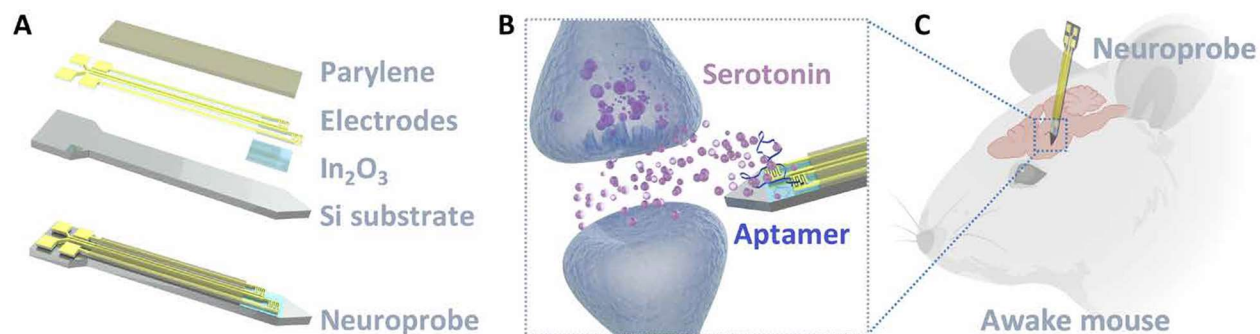 A
Parylene
Electrodes
In₂O₃
Si substrate
Neuroprobe
B
Serotonin
Aptamer
C
Neuroprobe
Awake mouse